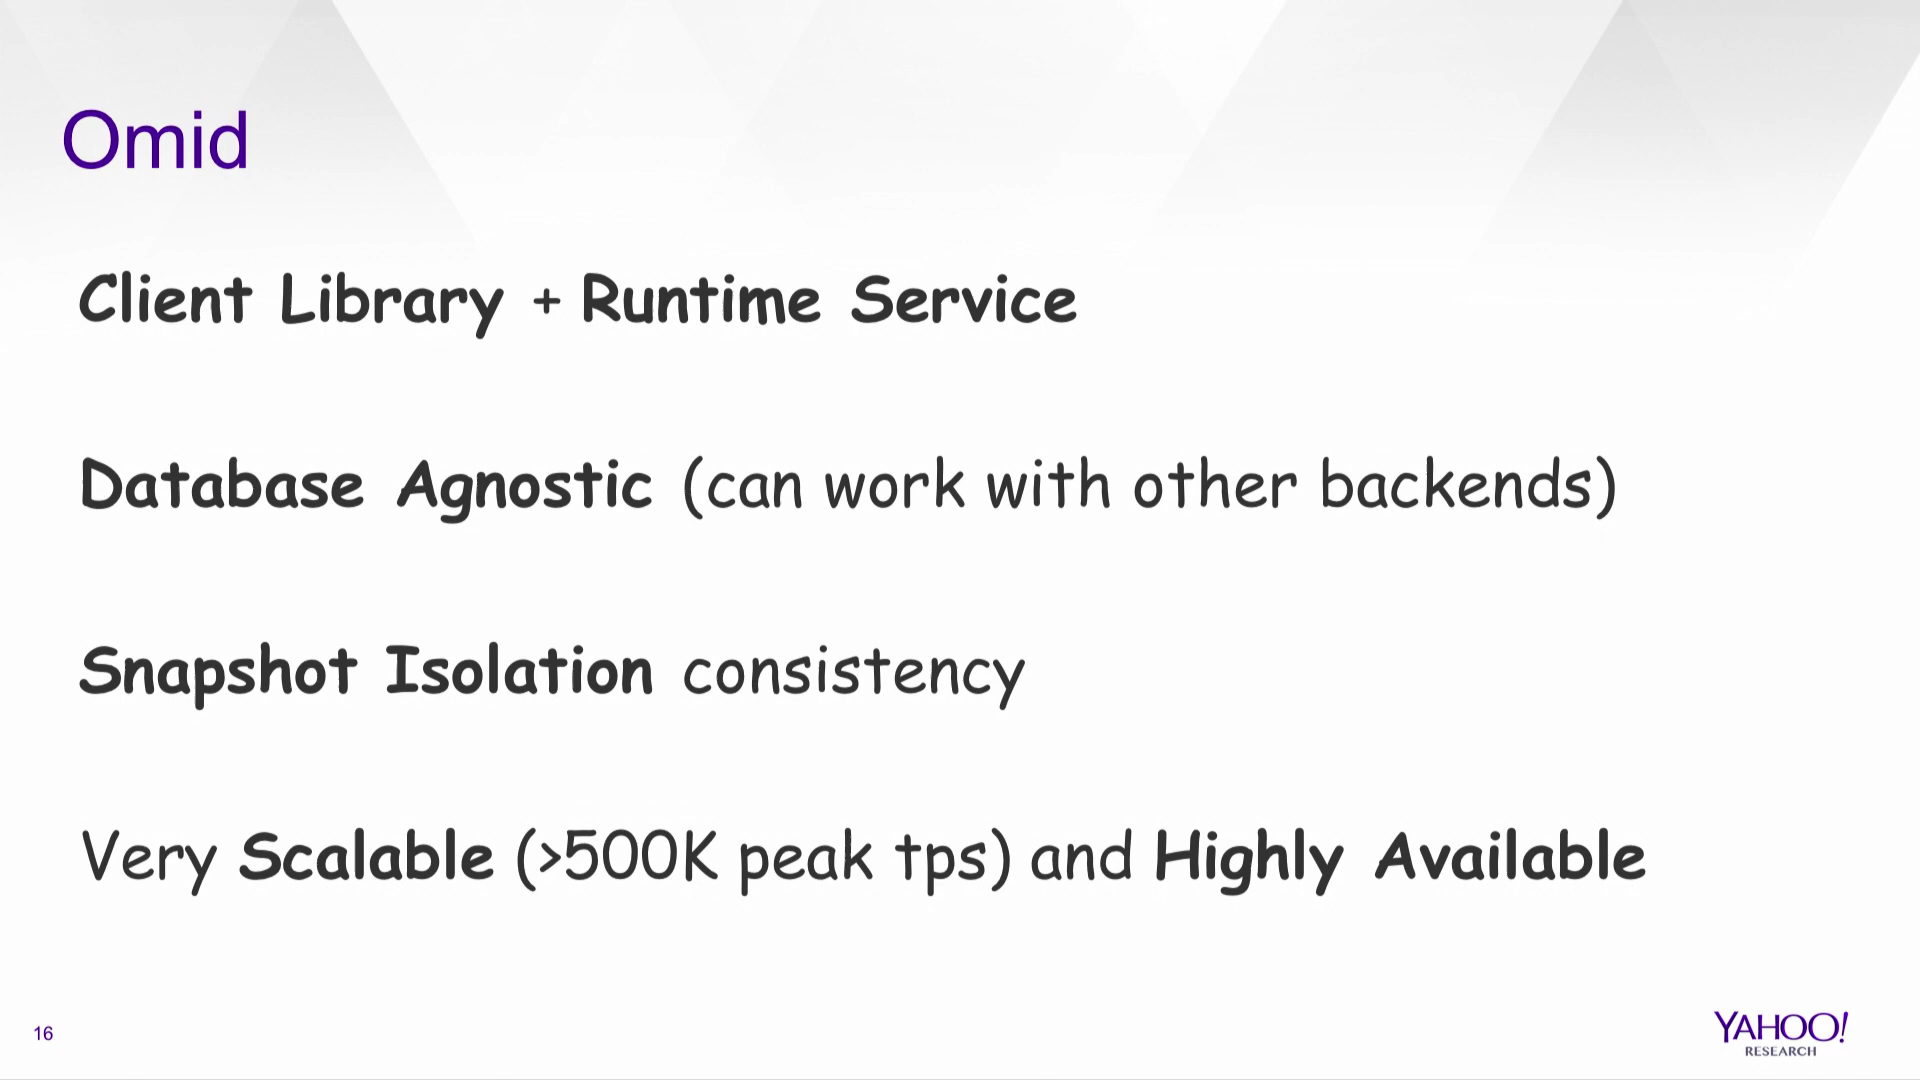 Omid
Client Library + Runtime Service
Database Agnostic (can work with other backends)
Snapshot Isolation consistency
Very Scalable (>500K peak tps) and Highly Available
16
YAHOO!
RESEARCH